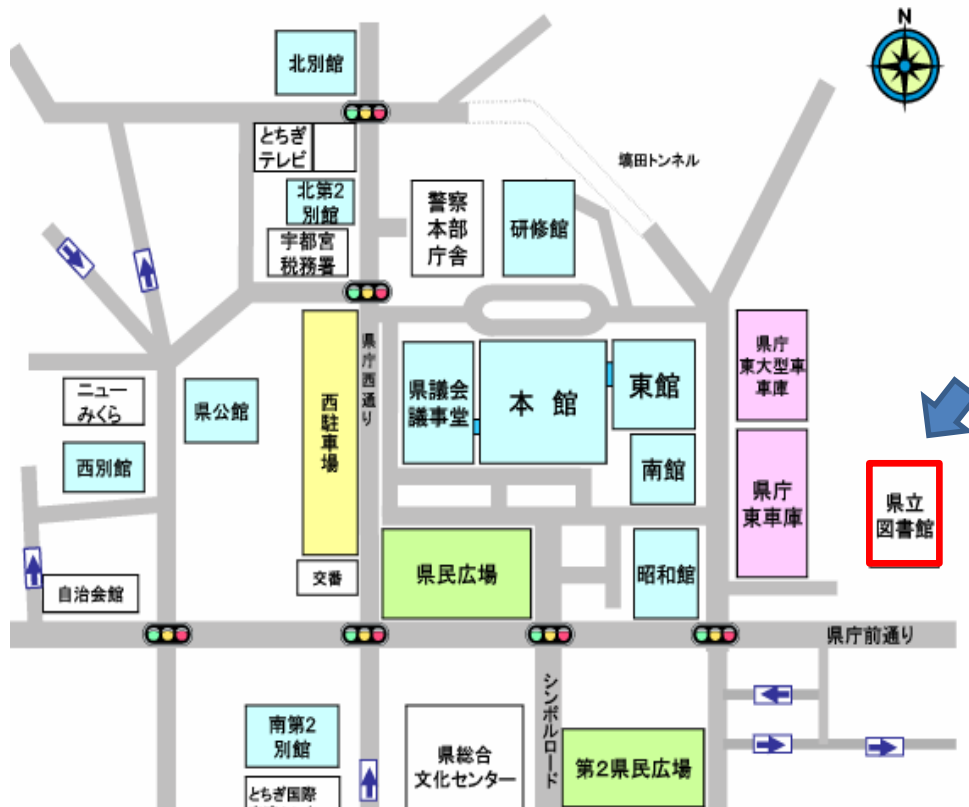 N
北別館
とちぎ
テレビ
塙田トンネル
北第2
別館
警察
本部
庁舎
研修館
宇都宮
税務署
県庁西通り
県庁
東大型車
車庫
ニュー
みくら
県公館
西駐車場
県議会
議事堂
本 館
東館
西別館
南館
県庁
東車庫
県立
図書館
交番
県民広場
昭和館
自治会館
県庁前通り
シンボルロード
南第2
別館
県総合
文化センター
第2県民広場
とちぎ国際